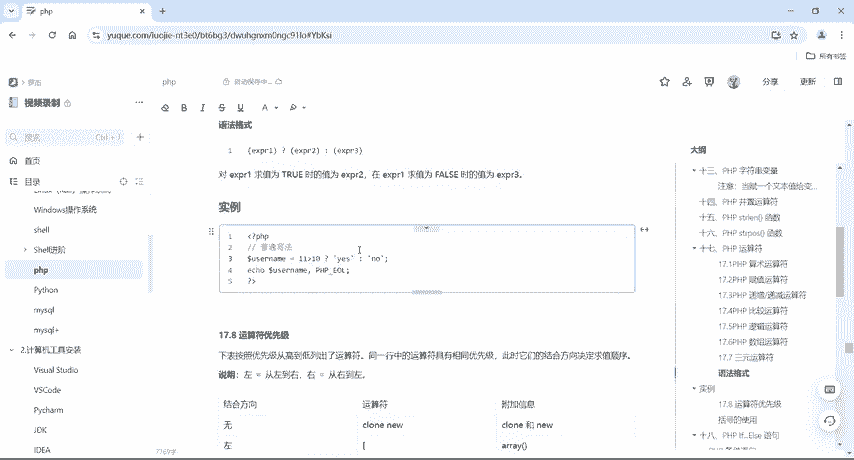 php
yuque.com/luojie-nt3e0/bt6bg3/dwuhgnxm0ngc91lo#YbKsi
所有书签
php
分享
更新
视频录制
搜索 Ctrl +
首页
目录
Windows操作系统
shell
Shell进阶
php
Python
mysql
mysql+
2.计算机工具安装
Visual Studio
VSCode
Pycharm
JDK
IDEA
B I S U A
语法格式
1 (expr1) ? (expr2) : (expr3)
对 expr1 求值为 TRUE 时的值为 expr2，在 expr1 求值为 FALSE 时的值为 expr3。
实例
1 <?php
2 // 普通写法
3 $username = 11>10 ? 'yes' : 'no';
4 echo $username, PHP_EOL;
5 ?>
17.8 运算符优先级
下表按照优先级从高到低列出了运算符。同一行中的运算符具有相同优先级，此时它们的结合方向决定求值顺序。
说明：左 = 从左到右，右 = 从右到左。
结合方向 运算符 附加信息
无 clone new clone 和 new
左 [ array()
7769字
大纲
十三、PHP 字符串变量
注意：当赋一个文本值给变...
十四、PHP 并置运算符
十五、PHP strlen() 函数
十六、PHP strpos() 函数
十七、PHP 运算符
17.1PHP 算术运算符
17.2PHP 赋值运算符
17.3PHP 递增/递减运算符
17.4PHP 比较运算符
17.5PHP 逻辑运算符
17.6PHP 数组运算符
17.7 三元运算符
语法格式
实例
17.8 运算符优先级
括号的使用
十八、PHP If...Else 语句